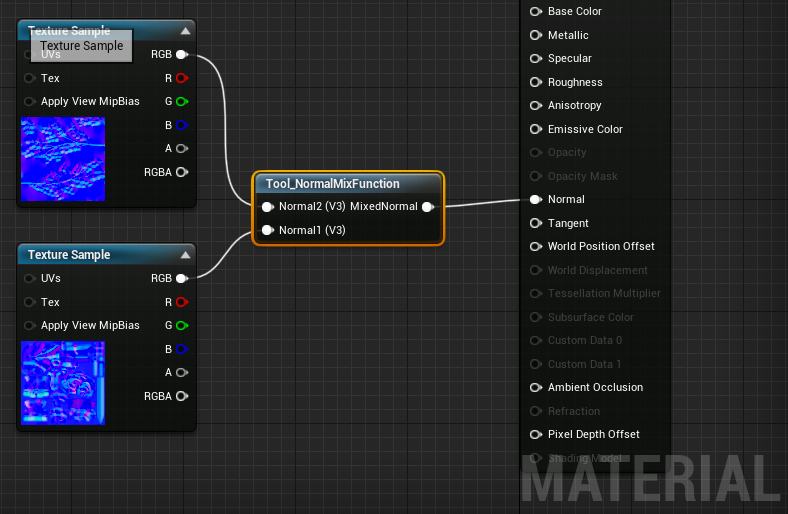 Texture Sample
Texture Sample
UVs
RGB
Tex
R
Apply View MipBias
G
B
A
RGBA
Texture Sample
UVs
RGB
Tex
R
Apply View MipBias
G
B
A
RGBA
Tool_NormalMixFunction
Normal2 (V3)
MixedNormal
Normal1 (V3)
Base Color
Metallic
Specular
Roughness
Anisotropy
Emissive Color
Opacity
Opacity Mask
Normal
Tangent
World Position Offset
World Displacement
Tessellation Multiplier
Subsurface Color
Custom Data 0
Custom Data 1
Ambient Occlusion
Refraction
Pixel Depth Offset
Shading Model
MATERIAL